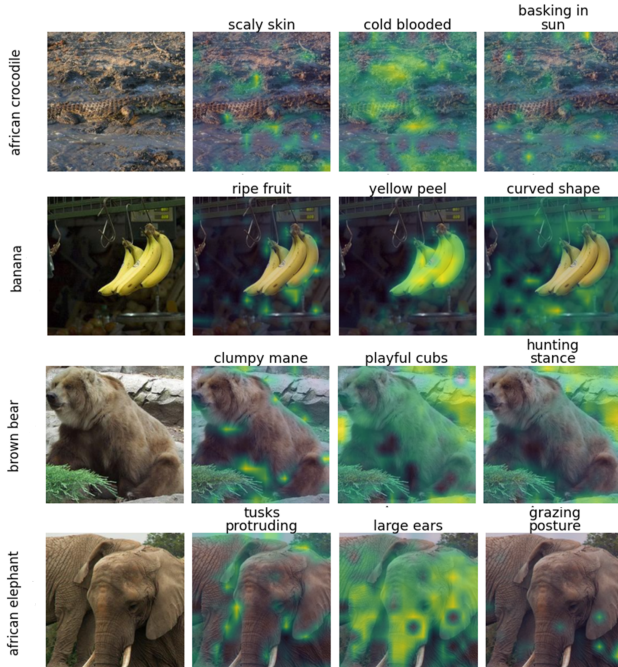 scaly skin
cold blooded
basking in
sun
african crocodile
ripe fruit
yellow peel
curved shape
banana
clumpy mane
playful cubs
hunting
stance
brown bear
tusks
protruding
large ears
grazing
posture
african elephant